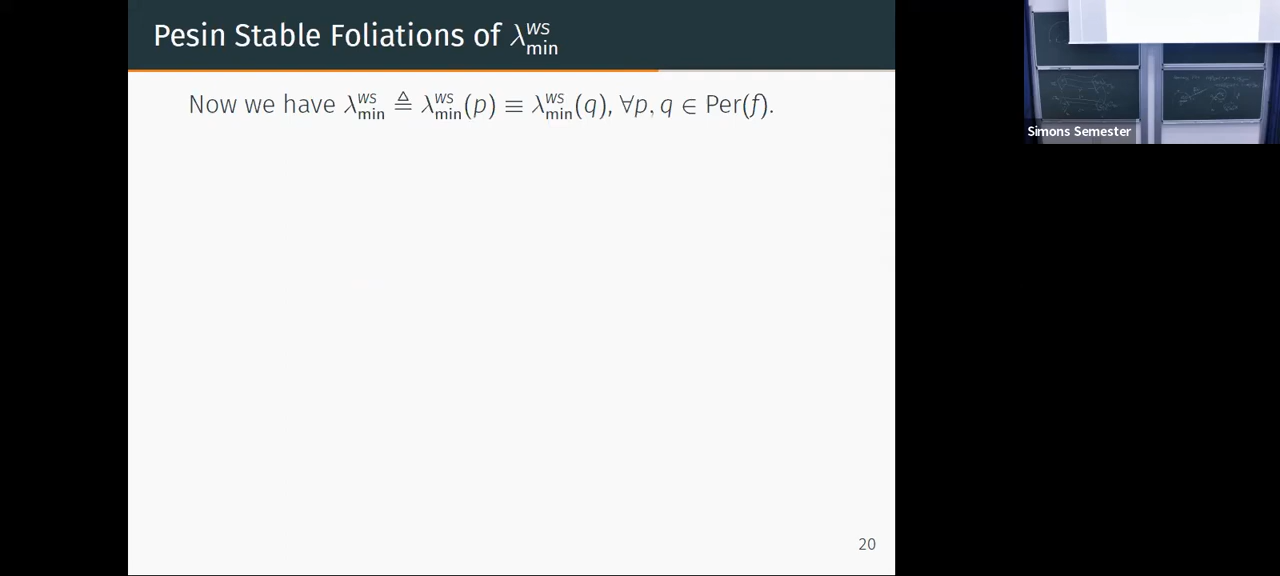 Pesin Stable Foliations of λ^{ws}_{min}
Now we have λ^{ws}_{min} ≜ λ^{ws}_{min}(p) ≡ λ^{ws}_{min}(q), ∀p, q ∈ Per(f).
Simons Semester
20